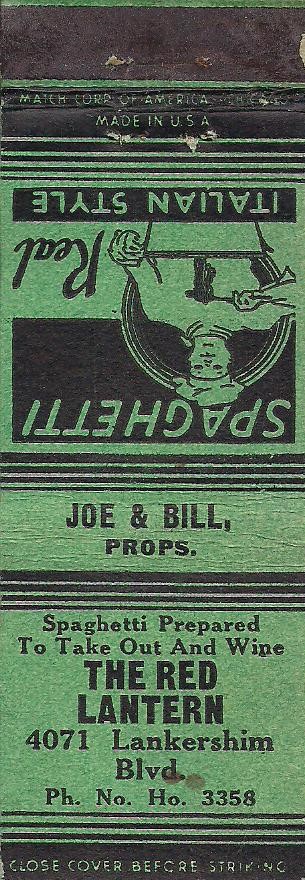 MATCH CORP. OF AMERICA, CHICAGO
MADE IN U.S.A
SPAGHETTI
Real
ITALIAN STYLE
JOE & BILL,
PROPS.
Spaghetti Prepared
To Take Out And Wine
THE RED
LANTERN
4071 Lankershim
Blvd.
Ph. No. Ho. 3358
CLOSE COVER BEFORE STRIKING